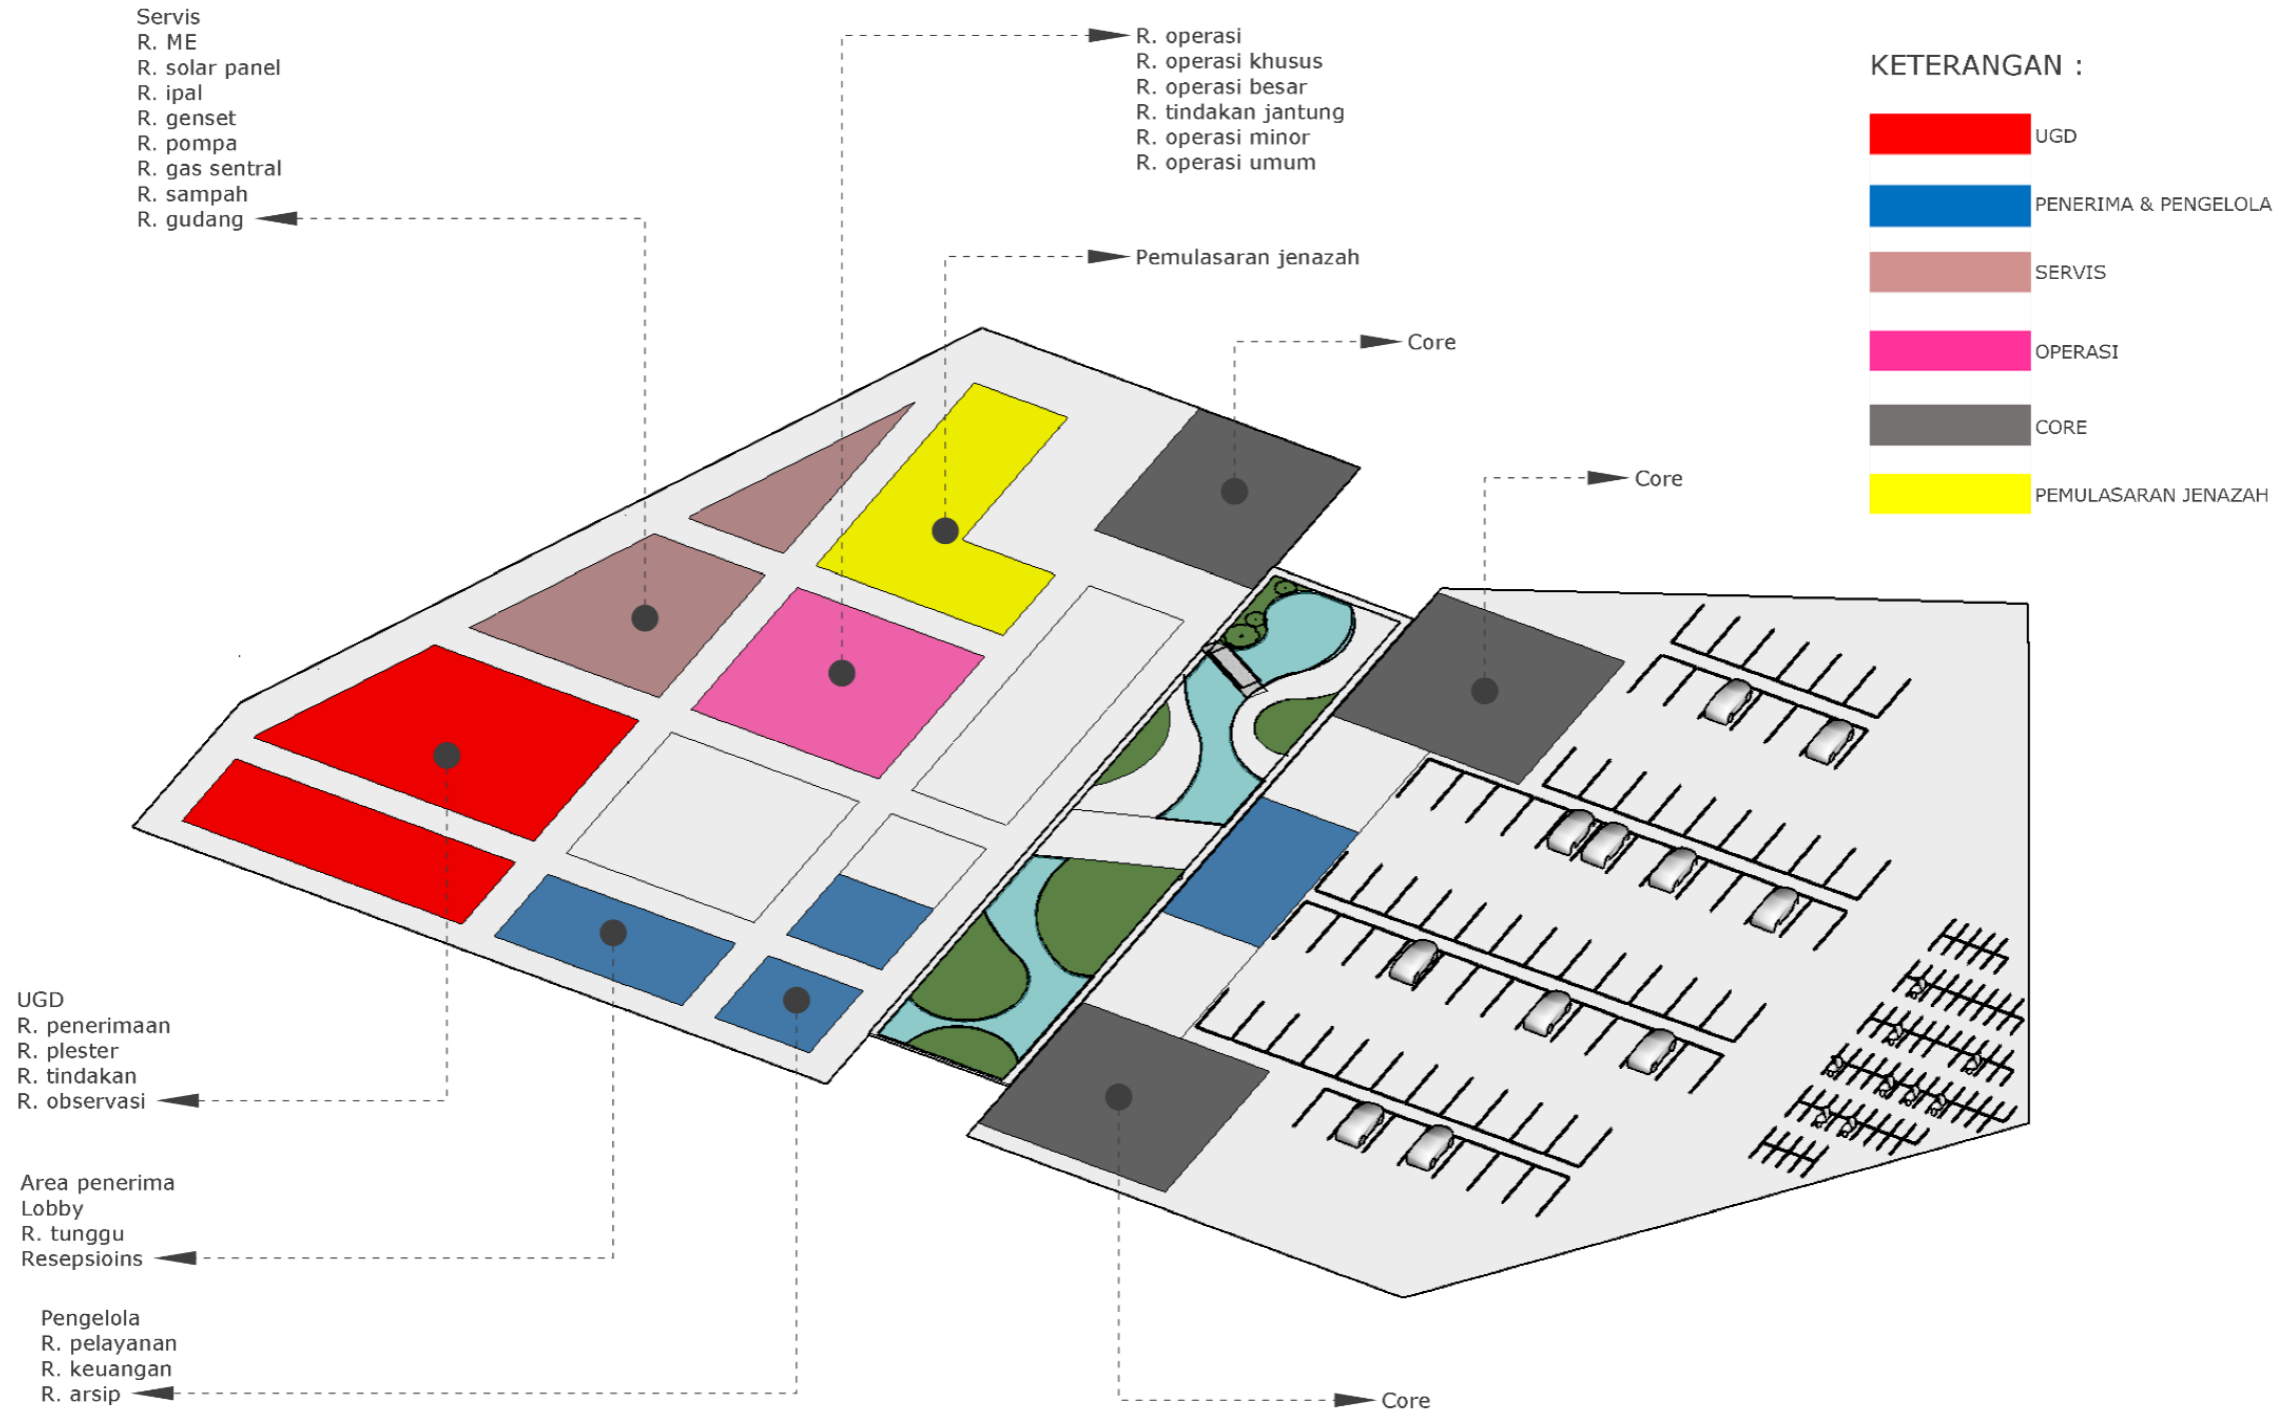 Servis
R. ME
R. solar panel
R. ipal
R. genset
R. pompa
R. gas sentral
R. sampah
R. gudang
R. operasi
R. operasi khusus
R. operasi besar
R. tindakan jantung
R. operasi minor
R. operasi umum
Pemulasaran jenazah
Core
Core
KETERANGAN :
UGD
PENERIMA & PENGELOLA
SERVIS
OPERASI
CORE
PEMULASARAN JENAZAH
UGD
R. penerimaan
R. plester
R. tindakan
R. observasi
Area penerima
Lobby
R. tunggu
Resepsioins
Pengelola
R. pelayanan
R. keuangan
R. arsip
Core